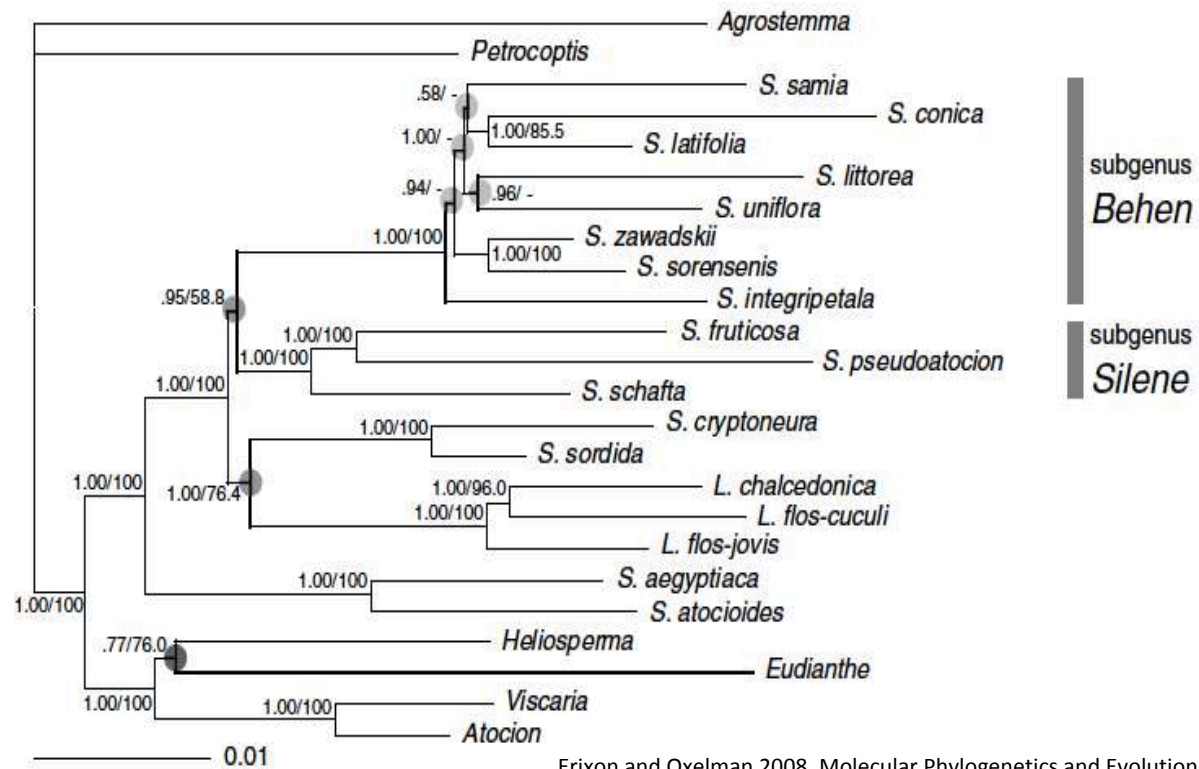 Agrostemma
Petrocoptis
.58/ -
S. samia
S. conica
1.00/ -
1.00/85.5
S. latifolia
.94/ -
.96/ -
S. littorea
S. uniflora
1.00/100
S. zawadskii
1.00/100
S. sorensenis
S. integripetala
subgenus
Behen
.95/58.8
1.00/100
S. fruticosa
1.00/100
S. pseudoatocion
S. schafta
subgenus
Silene
1.00/100
1.00/100
S. cryptoneura
S. sordida
1.00/100
1.00/76.4
1.00/96.0
L. chalcedonica
1.00/100
L. flos-cuculi
L. flos-jovis
1.00/100
S. aegyptiaca
S. atocioides
1.00/100
.77/76.0
Heliosperma
Eudianthe
1.00/100
1.00/100
Viscaria
Atocion
0.01
Erixon and Oxelman 2008, Molecular Phylogenetics and Evolution